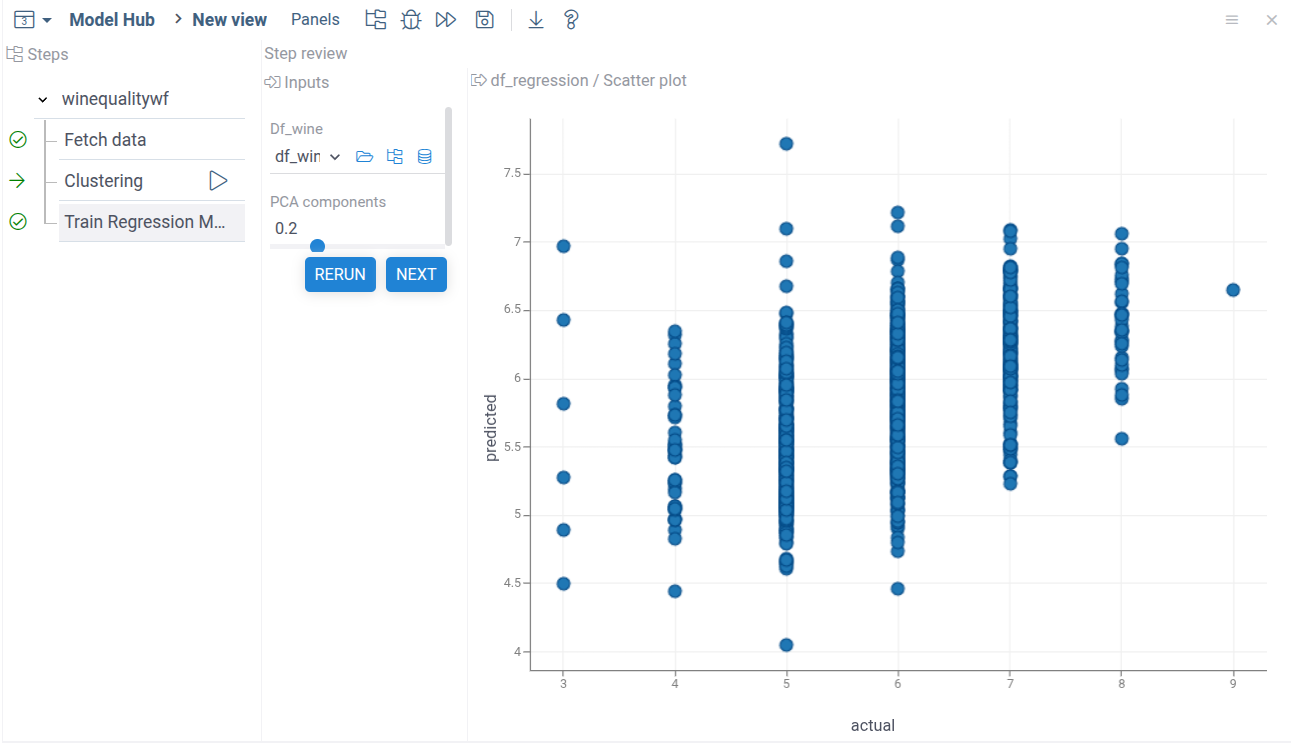 3 Model Hub > New view Panels
Steps
winequalitywf
Fetch data
Clustering
Train Regression M...
Step review
Inputs
Df_wine
df_win
PCA components
0.2
RERUN NEXT
df_regression / Scatter plot
predicted
7.5
7
6.5
6
5.5
5
4.5
4
3 4 5 6 7 8 9
actual